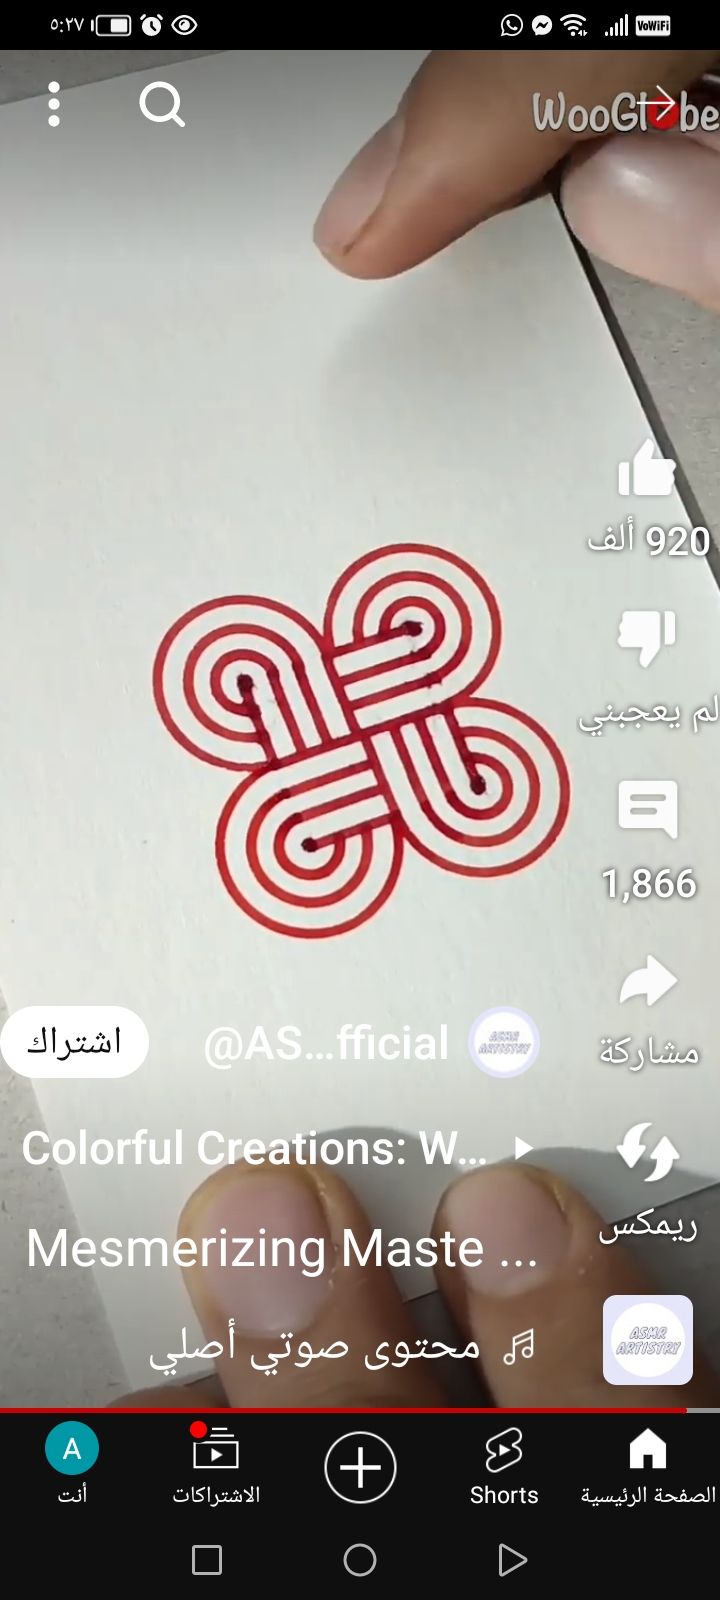 ٥:٢٧
VoWiFi
WooGlobe
920 ألف
لم يعجبني
1,866
مشاركة
اشتراك
@AS...fficial
ASMR
ARTISTRY
Colorful Creations: W...
ريمكس
Mesmerizing Maste ...
محتوى صوتي أصلي
ASMR
ARTISTRY
الصفحة الرئيسية
Shorts
الاشتراكات
A
أنت